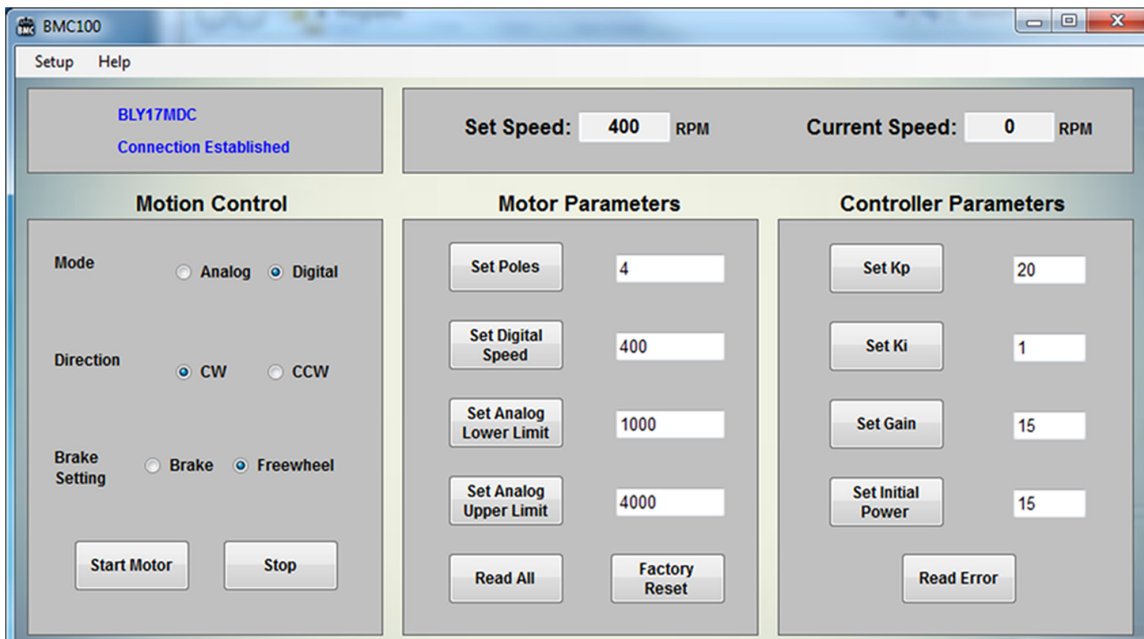 BMC100
Setup Help
BLY17MDC
Connection Established
Set Speed: 400 RPM Current Speed: 0 RPM
Motion Control
Mode
Analog Digital
Direction
CW CCW
Brake
Setting
Brake Freewheel
Start Motor Stop
Motor Parameters
Set Poles 4
Set Digital
Speed
400
Set Analog
Lower Limit
1000
Set Analog
Upper Limit
4000
Read All
Factory
Reset
Controller Parameters
Set Kp 20
Set Ki 1
Set Gain 15
Set Initial
Power
15
Read Error